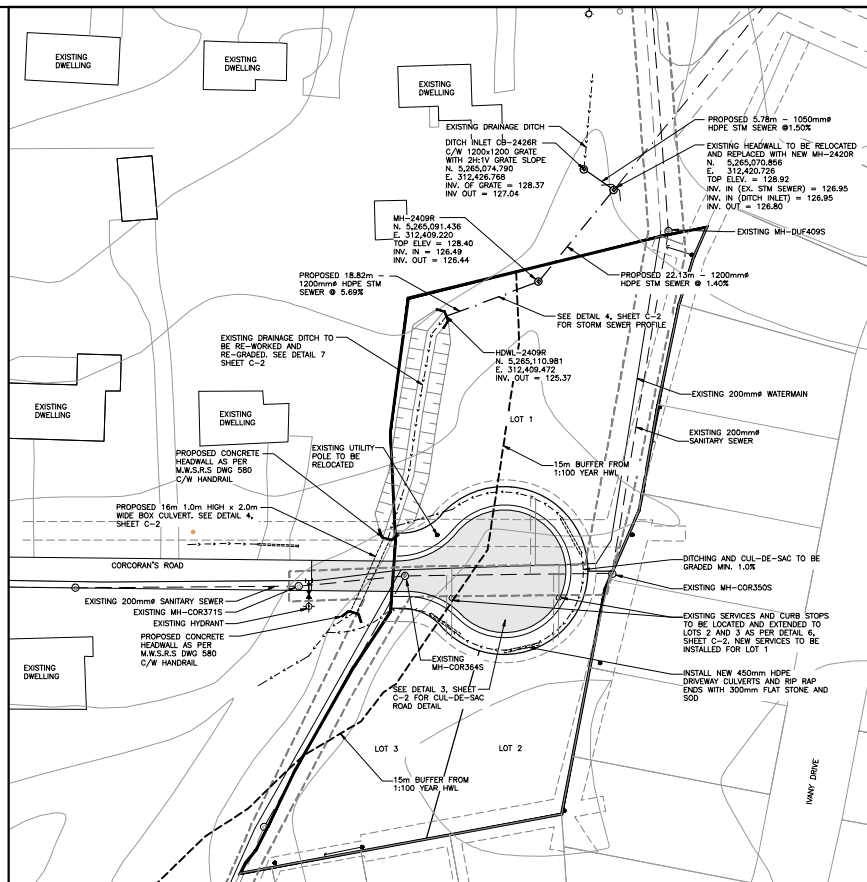 EXISTING
DWELLING
EXISTING
DWELLING
EXISTING
DWELLING
EXISTING DRAINAGE DITCH
DITCH INLET CB-2426R
C/W 1200x1200 GRATE
WITH 2H:1V GRATE SLOPE
N. 5,265,074.790
E. 312,426.768
INV. OF GRATE = 128.37
INV OUT = 127.04
PROPOSED 5.78m - 1050mmø
HDPE STM SEWER @1.50%
EXISTING HEADWALL TO BE RELOCATED
AND REPLACED WITH NEW MH-2420R
N. 5,265,070.856
E. 312,420.726
TOP ELEV. = 128.92
INV. IN (EX. STM SEWER) = 126.95
INV. IN (DITCH INLET) = 126.95
INV. OUT = 126.80
MH-2409R
N. 5,265,091.436
E. 312,409.220
TOP ELEV = 128.40
INV. IN = 126.49
INV. OUT = 126.44
EXISTING MH-DUF409S
PROPOSED 18.82m -
1200mmø HDPE STM
SEWER @ 5.69%
PROPOSED 22.13m - 1200mmø
HDPE STM SEWER @ 1.40%
SEE DETAIL 4, SHEET C-2
FOR STORM SEWER PROFILE
EXISTING DRAINAGE DITCH TO
BE RE-WORKED AND
RE-GRADED. SEE DETAIL 7
SHEET C-2
HDWL-2409R
N. 5,265,110.981
E. 312,409.472
INV. OUT = 125.37
EXISTING
DWELLING
EXISTING
DWELLING
EXISTING 200mmø WATERMAIN
LOT 1
EXISTING 200mmø
SANITARY SEWER
PROPOSED CONCRETE
HEADWALL AS PER
M.W.S.R.S DWG 580
C/W HANDRAIL
EXISTING UTILITY
POLE TO BE
RELOCATED
15m BUFFER FROM
1:100 YEAR HWL
PROPOSED 16m 1.0m HIGH x 2.0m
WIDE BOX CULVERT. SEE DETAIL 4,
SHEET C-2
CORCORAN'S ROAD
DITCHING AND CUL-DE-SAC TO BE
GRADED MIN. 1.0%
EXISTING MH-COR350S
EXISTING 200mmø SANITARY SEWER
EXISTING MH-COR371S
EXISTING HYDRANT
EXISTING SERVICES AND CURB STOPS
TO BE LOCATED AND EXTENDED TO
LOTS 2 AND 3 AS PER DETAIL 6,
SHEET C-2. NEW SERVICES TO BE
INSTALLED FOR LOT 1
PROPOSED CONCRETE
HEADWALL AS PER
M.W.S.R.S DWG 580
C/W HANDRAIL
EXISTING
MH-COR364S
EXISTING
DWELLING
SEE DETAIL 3, SHEET
C-2 FOR CUL-DE-SAC
ROAD DETAIL
INSTALL NEW 450mm HDPE
DRIVEWAY CULVERTS AND RIP RAP
ENDS WITH 300mm FLAT STONE AND
SOD
LOT 3
LOT 2
15m BUFFER FROM
1:100 YEAR HWL
IVANY DRIVE